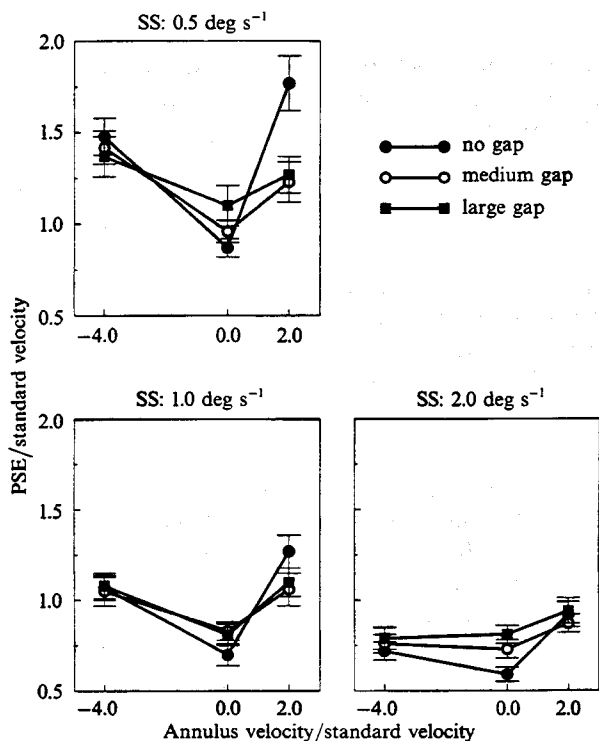 SS: 0.5 deg s⁻¹
2.0
1.5
1.0
0.5
−4.0 0.0 2.0
no gap
medium gap
large gap
PSE/standard velocity
SS: 1.0 deg s⁻¹
2.0
1.5
1.0
0.5
−4.0 0.0 2.0
SS: 2.0 deg s⁻¹
−4.0 0.0 2.0
Annulus velocity/standard velocity